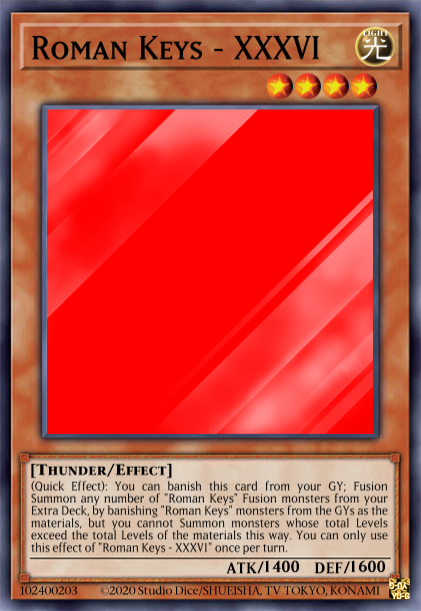 Roman Keys - XXXVI
LIGHT
光
[Thunder/Effect]
(Quick Effect): You can banish this card from your GY; Fusion
Summon any number of "Roman Keys" Fusion monsters from your
Extra Deck, by banishing "Roman Keys" monsters from the GYs as the
materials, but you cannot Summon monsters whose total Levels
exceed the total Levels of the materials this way. You can only use
this effect of "Roman Keys - XXXVI" once per turn.
ATK/1400 DEF/1600
102400203 ©2020 Studio Dice/SHUEISHA, TV TOKYO, KONAMI